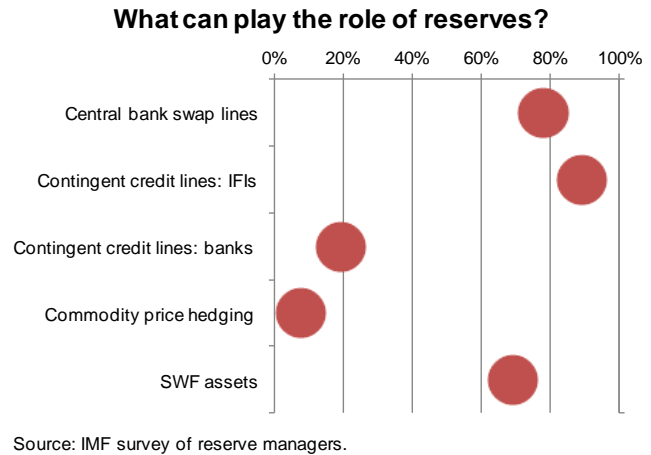 What can play the role of reserves?
0% 20% 40% 60% 80% 100%
Central bank swap lines
Contingent credit lines: IFIs
Contingent credit lines: banks
Commodity price hedging
SWF assets
Source: IMF survey of reserve managers.